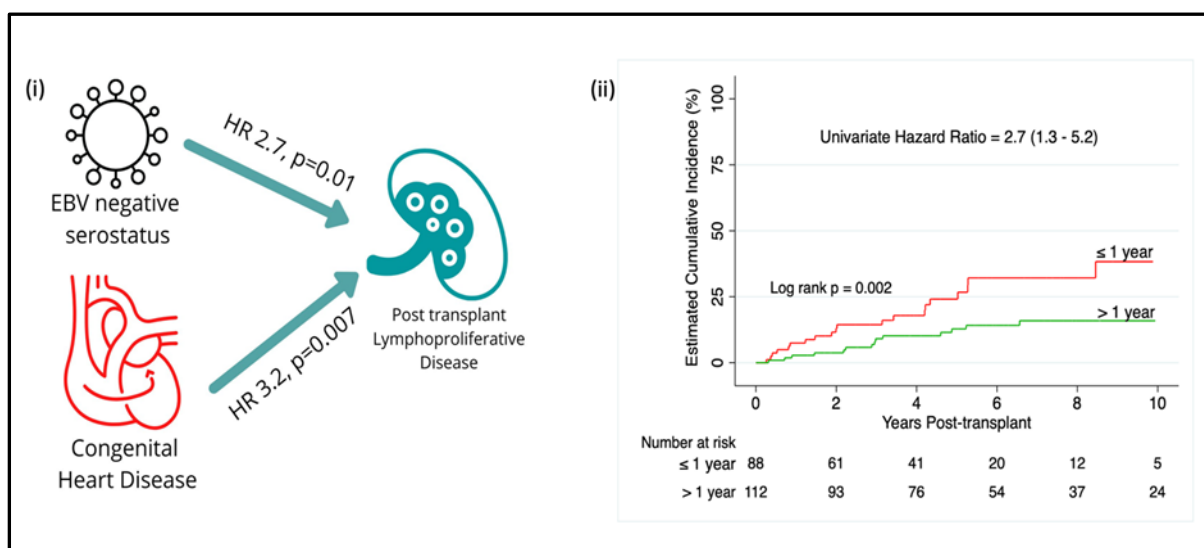 (i)
EBV negative
serostatus
HR 2.7, p=0.01
Congenital
Heart Disease
HR 3.2, p=0.007
Post transplant
Lymphoproliferative
Disease
(ii)
Estimated Cumulative Incidence (%)
100
75
50
25
0
Univariate Hazard Ratio = 2.7 (1.3 - 5.2)
Log rank p = 0.002
≤ 1 year
> 1 year
0 2 4 6 8 10
Years Post-transplant
Number at risk
≤ 1 year 88 61 41 20 12 5
> 1 year 112 93 76 54 37 24